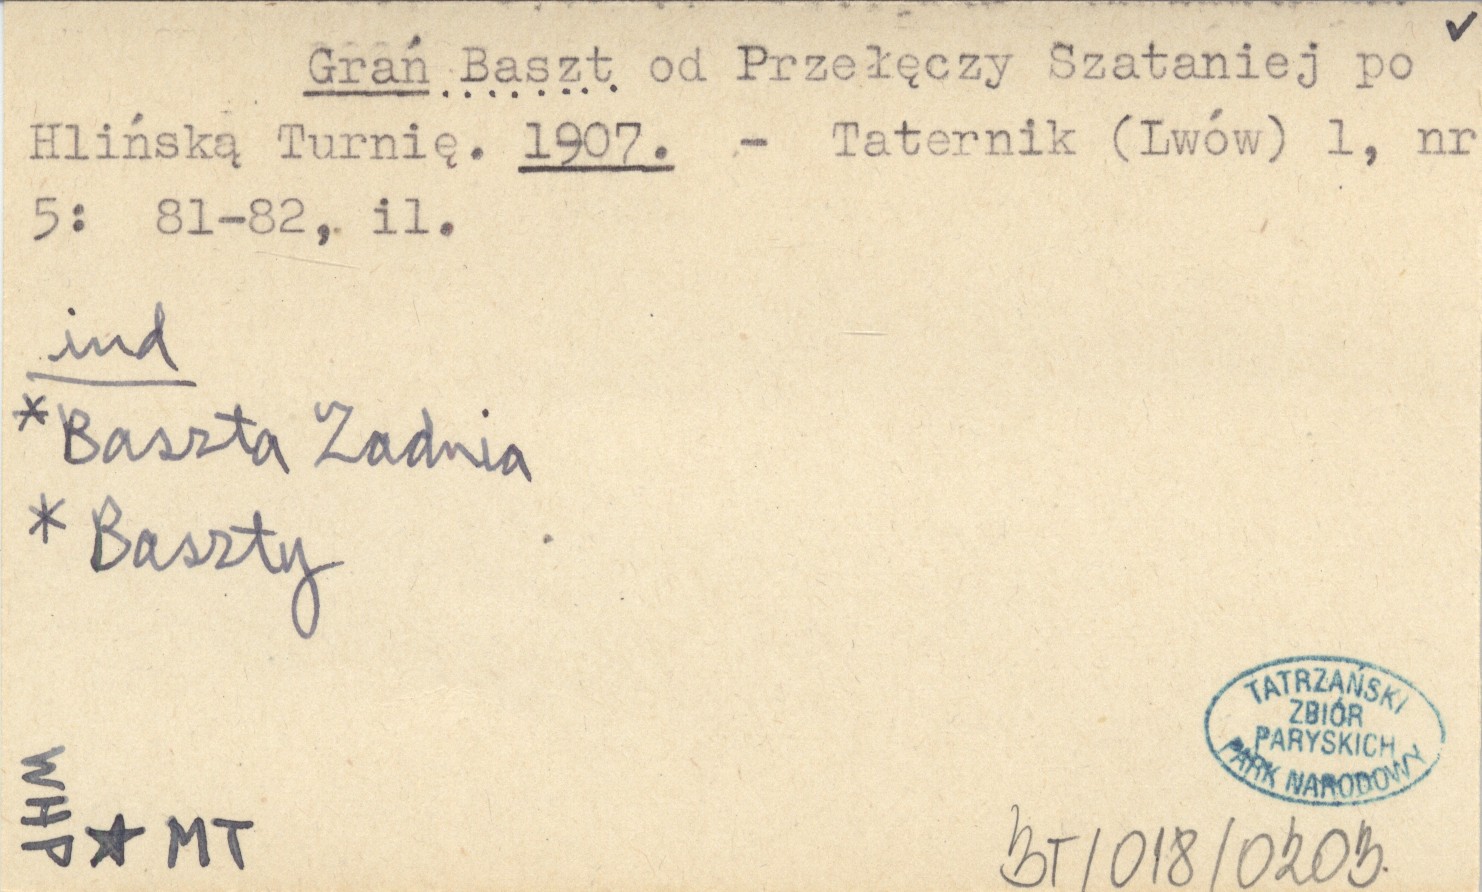 Grań Baszt od Przełęczy Szataniej po
Hlińską Turnię. 1907. - Taternik (Lwów) 1, nr
5: 81-82, il.
ind
*Baszta Zadnia
* Baszty
TATRZAŃSKI
ZBIÓR
PARYSKICH
PARK NARODOWY
WHP
★ MT
BT/018/0203.